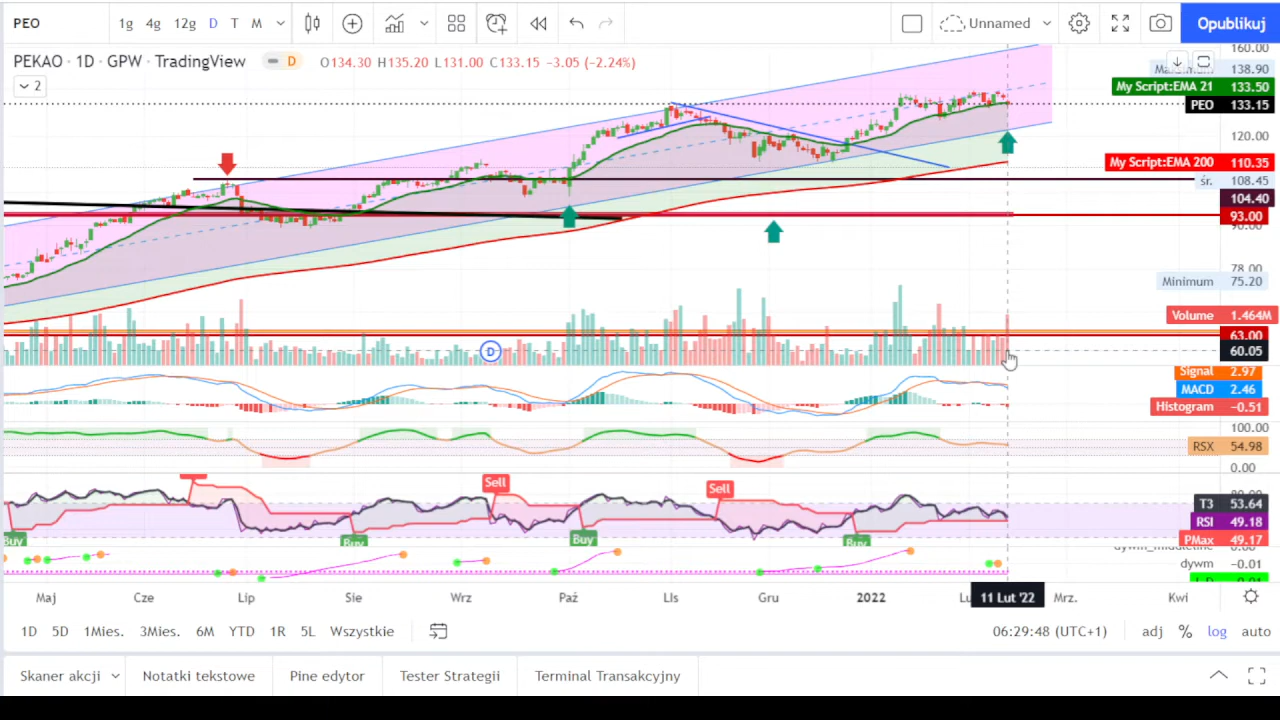 PEO 1g 4g 12g D T M Unnamed Opublikuj
PEKAO · 1D · GPW · TradingView D O134.30 H135.20 L131.00 C133.15 −3.05 (−2.24%)
2
160.00
138.90
My Script:EMA 21 133.50
PEO 133.15
120.00
My Script:EMA 200 110.35
śr. 108.45
104.40
93.00
90.00
78.00
Minimum 75.20
Volume 1.464M
63.00
60.05
D
Signal 2.97
MACD 2.46
Histogram −0.51
100.00
RSX 54.98
0.00
Sell
Sell
T3 53.64
RSI 49.18
PMax 49.17
Buy
Buy
Buy
Buy
dywm_middleline 0.00
dywm −0.01
Maj Cze Lip Sie Wrz Paź LIs Gru 2022 11 Lut '22 Mrz. Kwi
1D 5D 1Mies. 3Mies. 6M YTD 1R 5L Wszystkie 06:29:48 (UTC+1) adj % log auto
Skaner akcji Notatki tekstowe Pine edytor Tester Strategii Terminal Transakcyjny